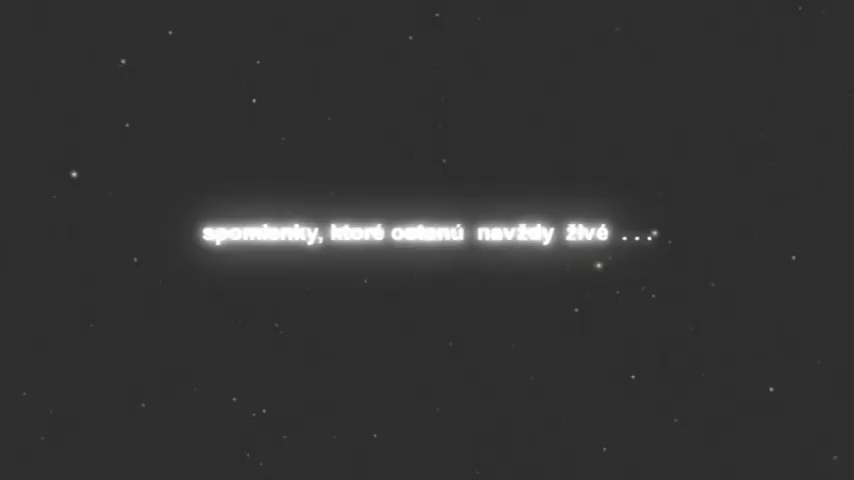 spomienky, ktoré ostanú navždy živé ...